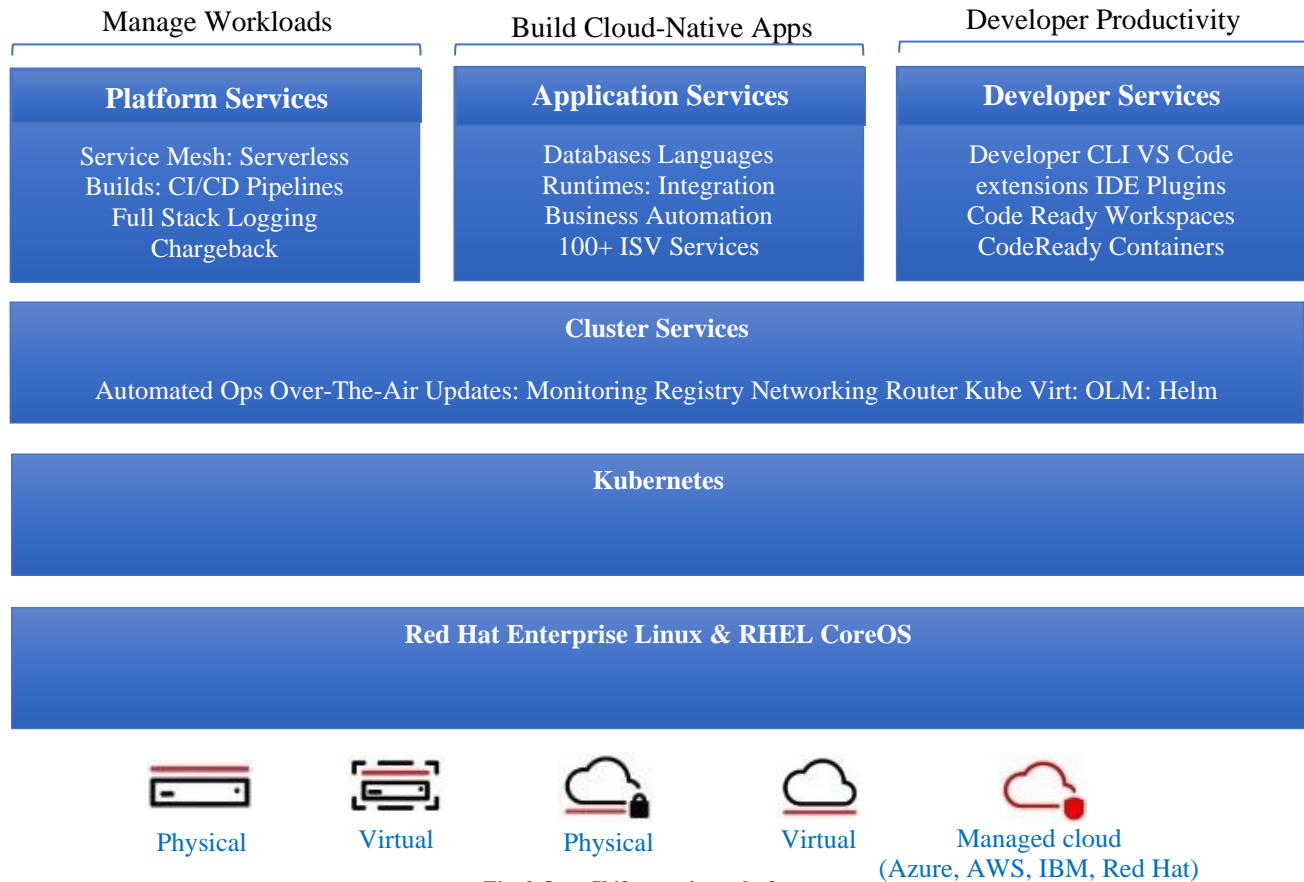 Manage Workloads
Build Cloud-Native Apps
Developer Productivity
Platform Services
Service Mesh: Serverless
Builds: CI/CD Pipelines
Full Stack Logging
Chargeback
Application Services
Databases Languages
Runtimes: Integration
Business Automation
100+ ISV Services
Developer Services
Developer CLI VS Code
extensions IDE Plugins
Code Ready Workspaces
CodeReady Containers
Cluster Services
Automated Ops Over-The-Air Updates: Monitoring Registry Networking Router Kube Virt: OLM: Helm
Kubernetes
Red Hat Enterprise Linux & RHEL CoreOS
Physical
Virtual
Physical
Virtual
Managed cloud
(Azure, AWS, IBM, Red Hat)